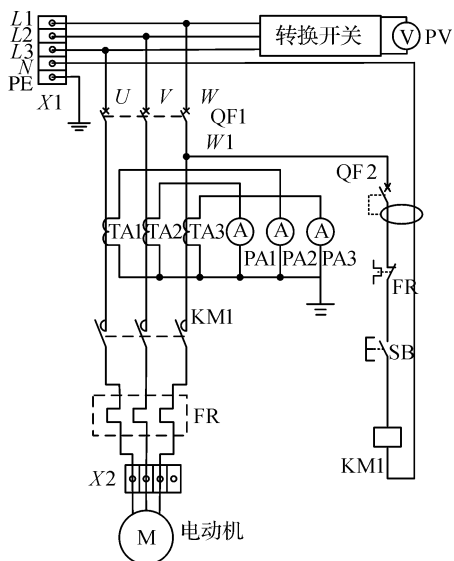 L1
L2
L3
N
PE
X1
转换开关
V
PV
U
V
W
QF1
W1
QF2
TA1
TA2
TA3
A
A
A
PA1
PA2
PA3
FR
KM1
SB
FR
KM1
X2
M
电动机